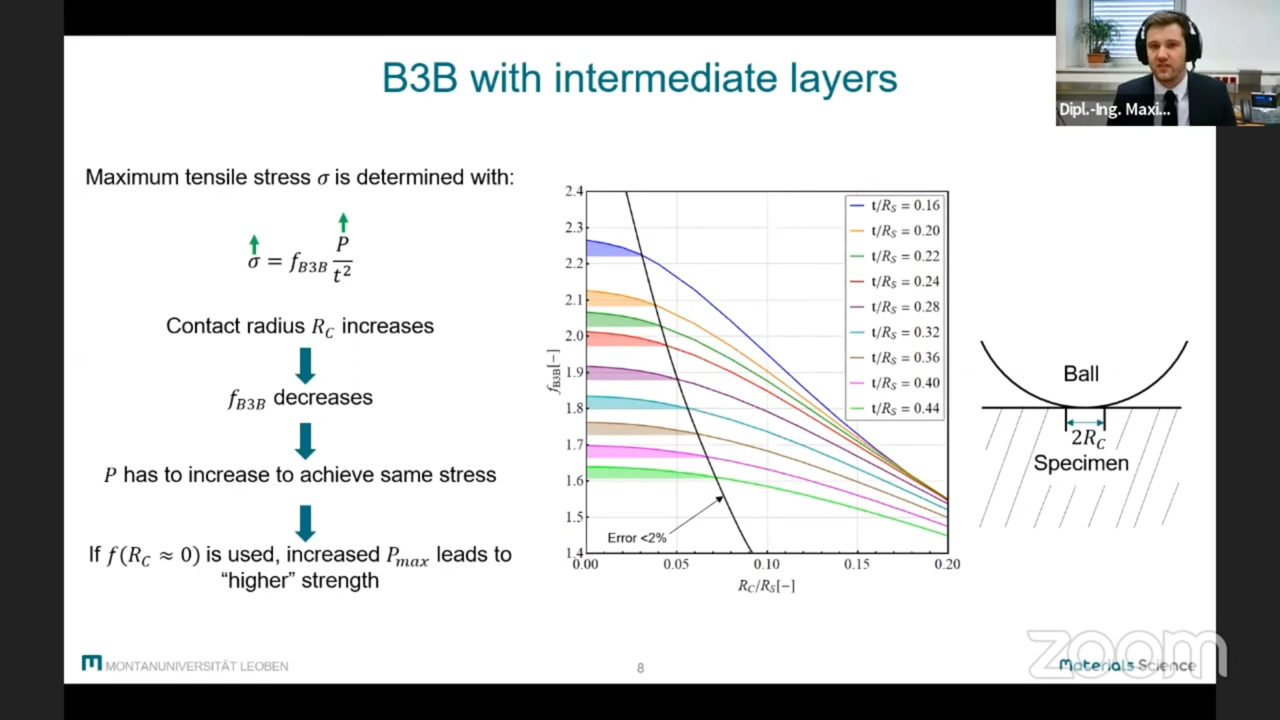 B3B with intermediate layers
Dipl.-Ing. Maxi...
Maximum tensile stress σ is determined with:
σ = f_B3B P/t²
Contact radius R_C increases
f_B3B decreases
P has to increase to achieve same stress
If f(R_C ≈ 0) is used, increased P_max leads to
“higher” strength
f_B3B[−]
2.4
2.3
2.2
2.1
2.0
1.9
1.8
1.7
1.6
1.5
1.4
t/R_S = 0.16
t/R_S = 0.20
t/R_S = 0.22
t/R_S = 0.24
t/R_S = 0.28
t/R_S = 0.32
t/R_S = 0.36
t/R_S = 0.40
t/R_S = 0.44
Error <2%
0.00 0.05 0.10 0.15 0.20
R_C/R_S[−]
Ball
2R_C
Specimen
MONTANUNIVERSITÄT LEOBEN
8
Materials Science
zoom